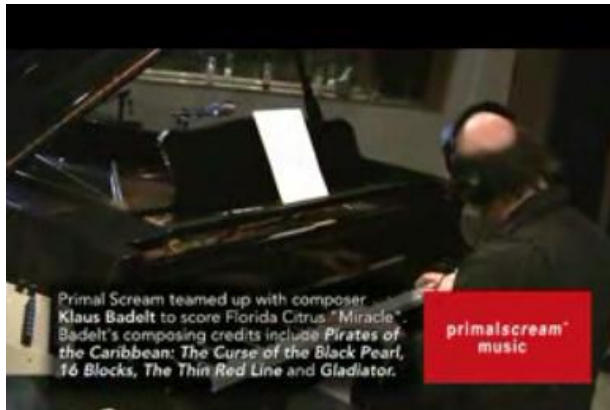 Primal Scream teamed up with composer
Klaus Badelt to score Florida Citrus "Miracle".
Badelt's composing credits include Pirates of
the Caribbean: The Curse of the Black Pearl,
16 Blocks, The Thin Red Line and Gladiator.
primalscream™
music